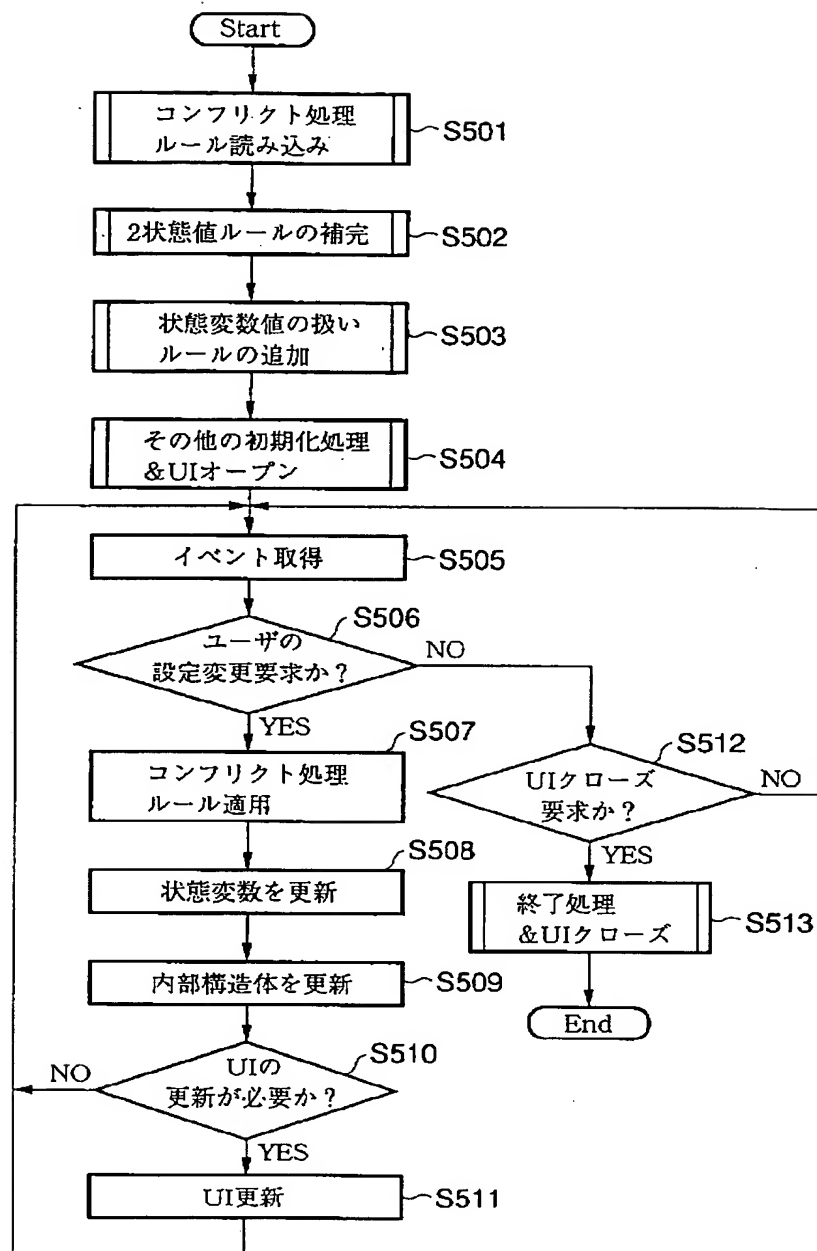 Start
コンフリクト処理
ルール読み込み
S501
2状態値ルールの補完
S502
状態変数値の扱い
ルールの追加
S503
その他の初期化処理
&UIオープン
S504
イベント取得
S505
S506
ユーザの
設定変更要求か?
NO
YES
S507
コンフリクト処理
ルール適用
S512
UIクローズ
要求か?
NO
YES
S508
状態変数を更新
終了処理
&UIクローズ
S513
内部構造体を更新
S509
End
S510
UIの
更新が必要か?
NO
YES
UI更新
S511